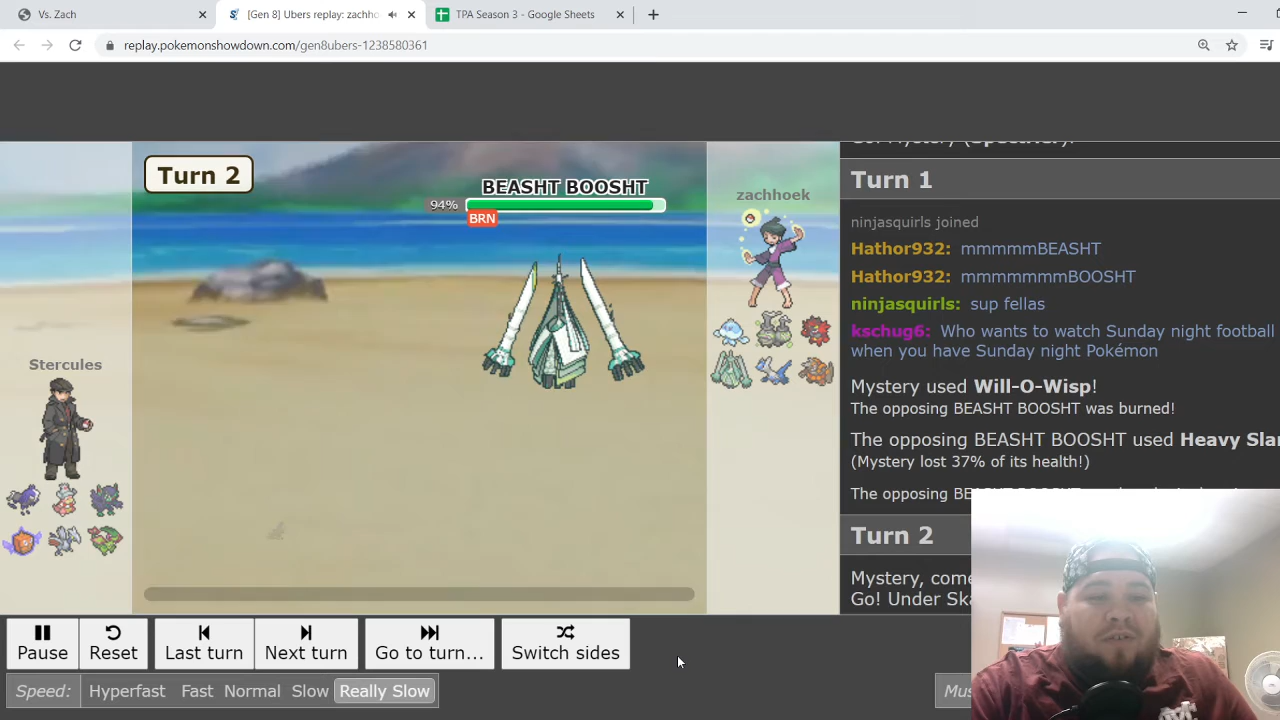 Vs. Zach
[Gen 8] Ubers replay: zachho
TPA Season 3 - Google Sheets
replay.pokemonshowdown.com/gen8ubers-1238580361
Turn 2
BEASHT BOOSHT
94%
BRN
Stercules
zachhoek
Turn 1
ninjasquirls joined
Hathor932: mmmmmBEASHT
Hathor932: mmmmmmmBOOSHT
ninjasquirls: sup fellas
kschug6: Who wants to watch Sunday night football
when you have Sunday night Pokémon
Mystery used Will-O-Wisp!
The opposing BEASHT BOOSHT was burned!
The opposing BEASHT BOOSHT used Heavy Slam
(Mystery lost 37% of its health!)
The opposing
Turn 2
Mystery, come
Go! Under Ska
Pause
Reset
Last turn
Next turn
Go to turn...
Switch sides
Speed:
Hyperfast
Fast
Normal
Slow
Really Slow
Mus